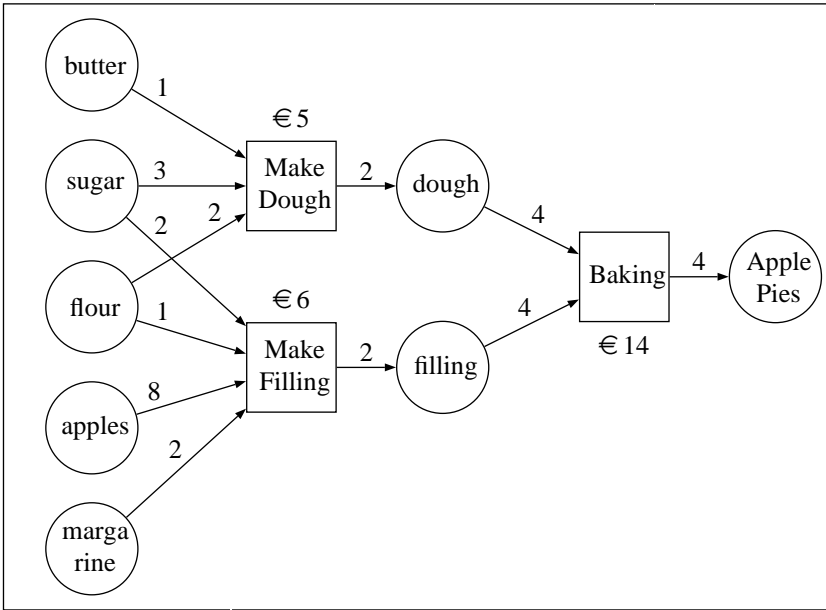 butter
1
€5
sugar
3
Make
Dough
2
dough
2
2
4
Apple
Pies
Baking
4
flour
€6
1
4
€14
Make
Filling
2
filling
apples
8
2
marga
rine